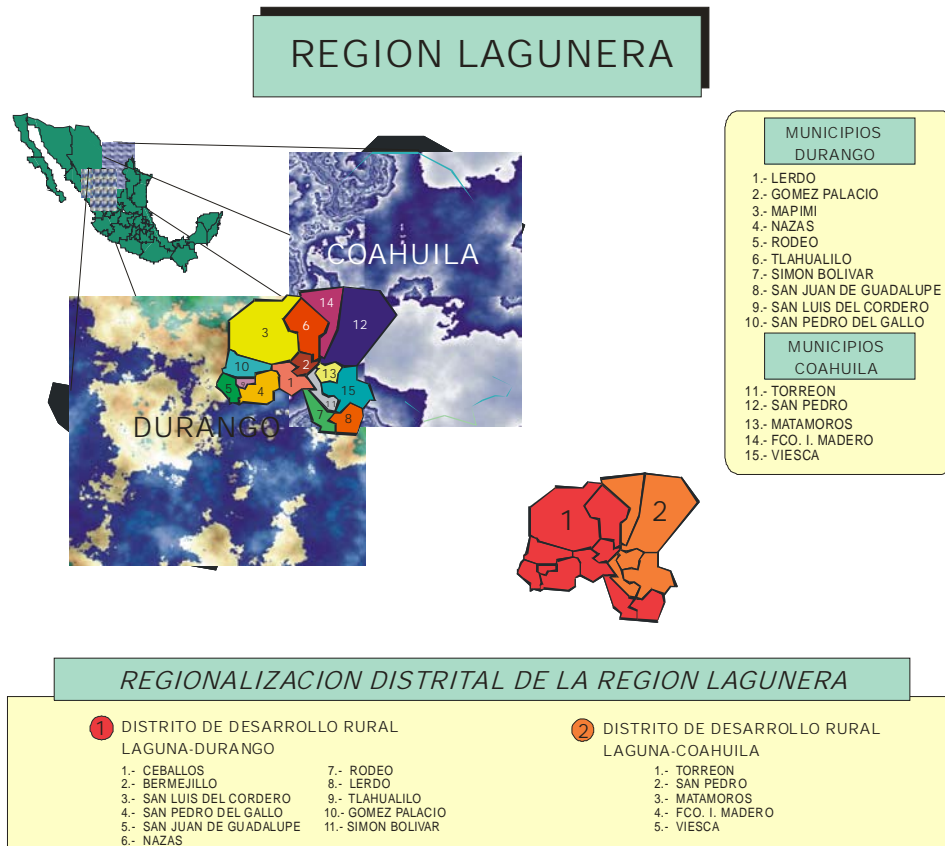 REGION LAGUNERA
MUNICIPIOS
DURANGO
1.- LERDO
2.- GOMEZ PALACIO
3.- MAPIMI
4.- NAZAS
5.- RODEO
6.- TLAHUALILO
7.- SIMON BOLIVAR
8.- SAN JUAN DE GUADALUPE
9.- SAN LUIS DEL CORDERO
10.- SAN PEDRO DEL GALLO
MUNICIPIOS
COAHUILA
11.- TORREON
12.- SAN PEDRO
13.- MATAMOROS
14.- FCO. I. MADERO
15.- VIESCA
COAHUILA
14
3
6
12
10
2
13
5
9
4
1
15
11
7
8
DURANGO
1
2
REGIONALIZACION DISTRITAL DE LA REGION LAGUNERA
1 DISTRITO DE DESARROLLO RURAL
LAGUNA-DURANGO
1.- CEBALLOS
2.- BERMEJILLO
3.- SAN LUIS DEL CORDERO
4.- SAN PEDRO DEL GALLO
5.- SAN JUAN DE GUADALUPE
6.- NAZAS
7.- RODEO
8.- LERDO
9.- TLAHUALILO
10.- GOMEZ PALACIO
11.- SIMON BOLIVAR
2 DISTRITO DE DESARROLLO RURAL
LAGUNA-COAHUILA
1.- TORREON
2.- SAN PEDRO
3.- MATAMOROS
4.- FCO. I. MADERO
5.- VIESCA